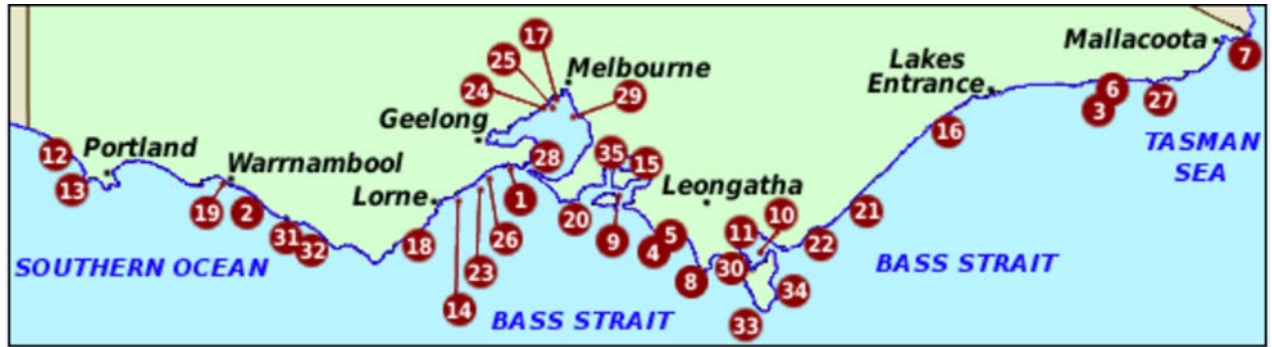 17
Mallacoota
7
25
Melbourne
Lakes
Entrance
24
29
6
27
3
Geelong
16
TASMAN
SEA
12
Portland
28
35
15
Warrnambool
Leongatha
13
Lorne
1
19
2
20
10
21
31
32
18
26
9
5
4
11
22
SOUTHERN OCEAN
23
8
30
BASS STRAIT
34
14
BASS STRAIT
33